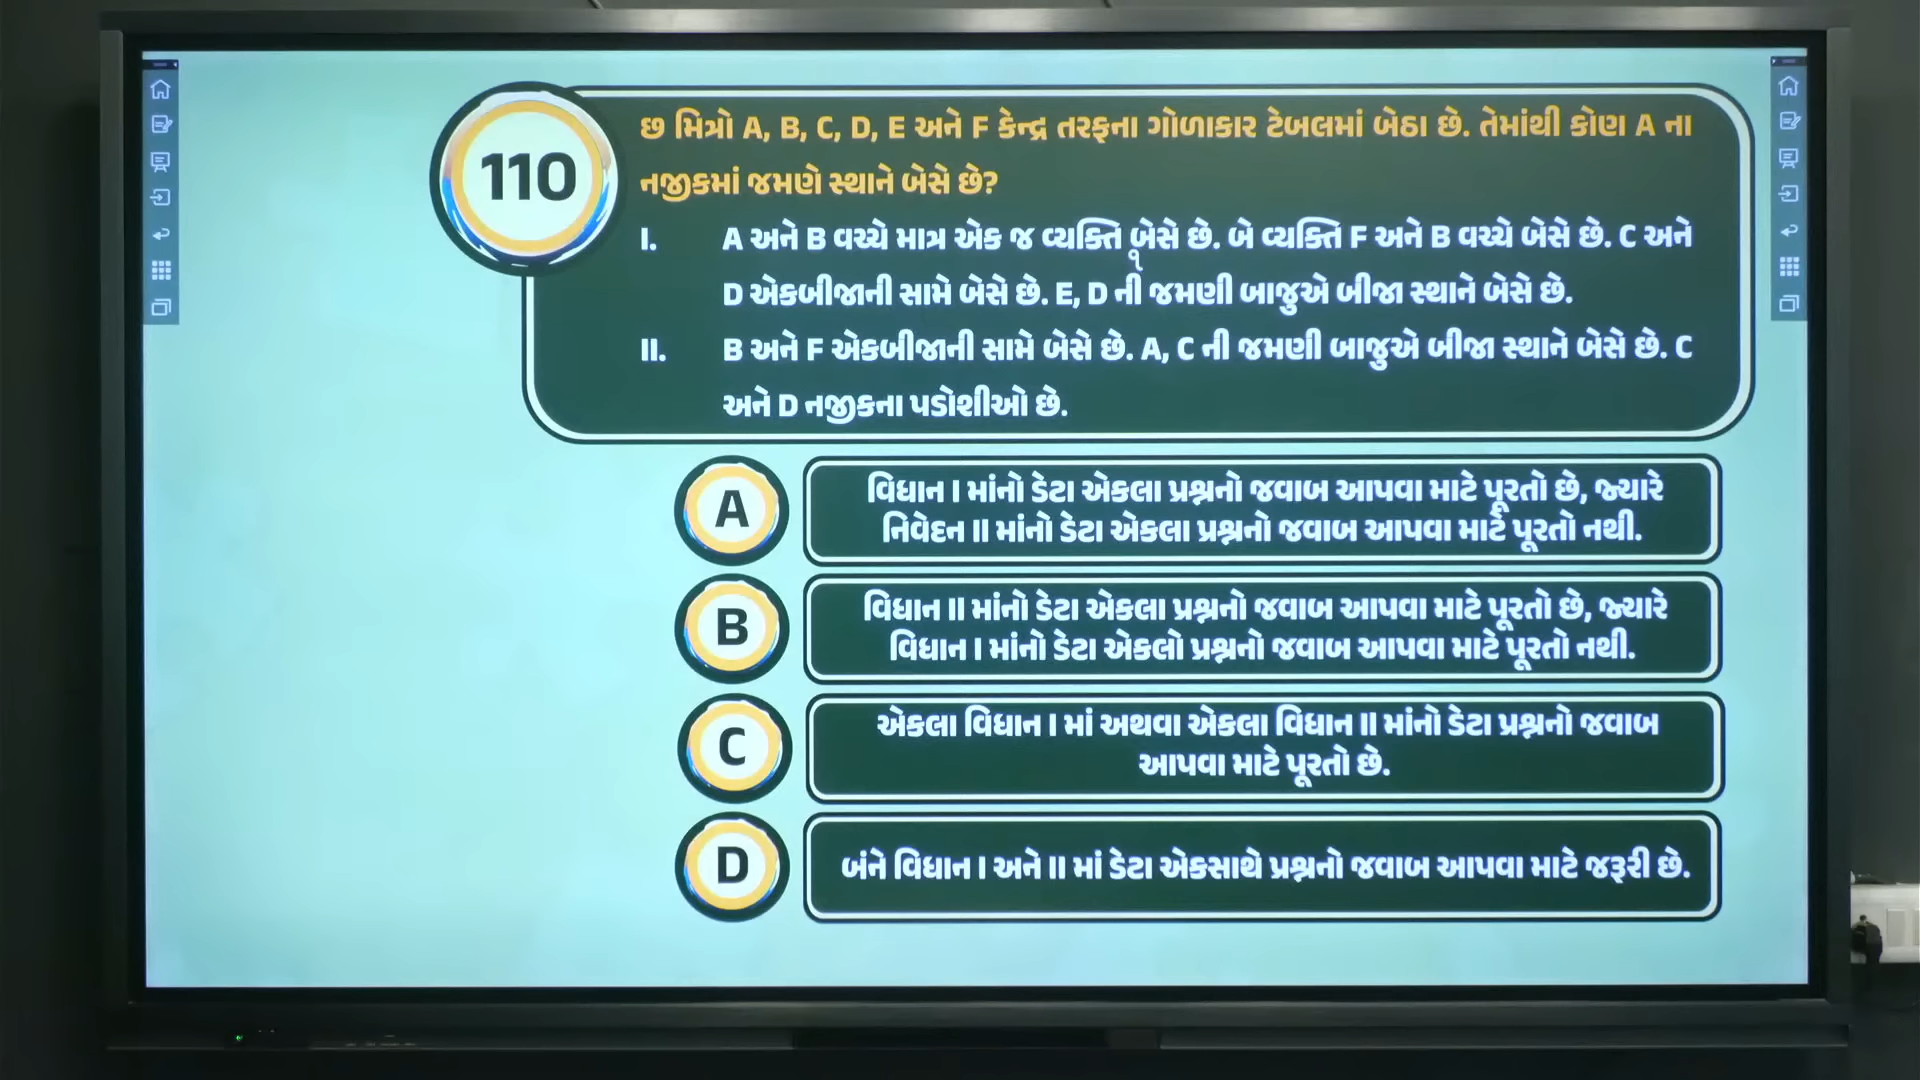 110
છ મિત્રો A, B, C, D, E અને F કેન્દ્ર તરફના ગોળાકાર ટેબલમાં બેઠા છે. તેમાંથી કોણ A ના
નજીકમાં જમણે સ્થાને બેસે છે?
I. A અને B વચ્ચે માત્ર એક જ વ્યક્તિ બેસે છે. બે વ્યક્તિ F અને B વચ્ચે બેસે છે. C અને
D એકબીજાની સામે બેસે છે. E, D ની જમણી બાજુએ બીજા સ્થાને બેસે છે.
II. B અને F એકબીજાની સામે બેસે છે. A, C ની જમણી બાજુએ બીજા સ્થાને બેસે છે. C
અને D નજીકના પડોશીઓ છે.
A
વિધાન I માંનો ડેટા એકલા પ્રશ્નનો જવાબ આપવા માટે પૂરતો છે, જ્યારે
નિવેદન II માંનો ડેટા એકલા પ્રશ્નનો જવાબ આપવા માટે પૂરતો નથી.
B
વિધાન II માંનો ડેટા એકલા પ્રશ્નનો જવાબ આપવા માટે પૂરતો છે, જ્યારે
વિધાન I માંનો ડેટા એકલો પ્રશ્નનો જવાબ આપવા માટે પૂરતો નથી.
C
એકલા વિધાન I માં અથવા એકલા વિધાન II માંનો ડેટા પ્રશ્નનો જવાબ
આપવા માટે પૂરતો છે.
D
બંને વિધાન I અને II માં ડેટા એકસાથે પ્રશ્નનો જવાબ આપવા માટે જરૂરી છે.